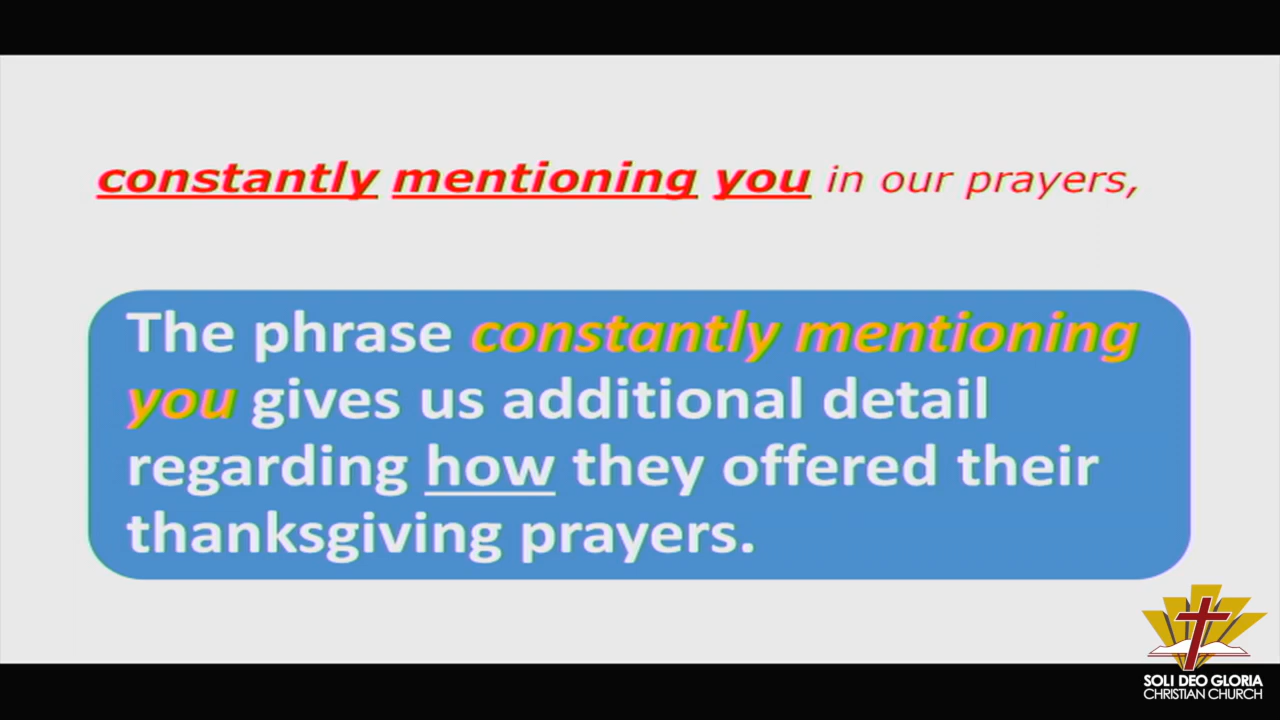 constantly mentioning you in our prayers,
The phrase constantly mentioning
you gives us additional detail
regarding how they offered their
thanksgiving prayers.
SOLI DEO GLORIA
CHRISTIAN CHURCH